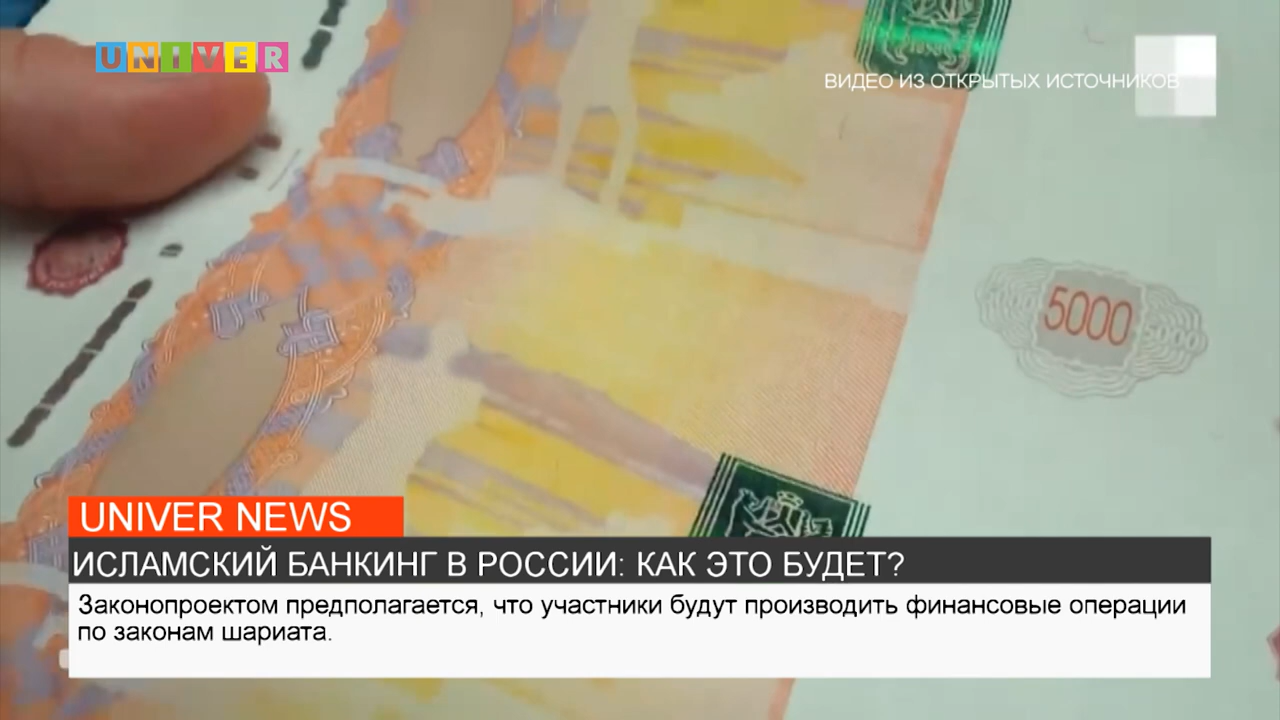 UNIVER
ВИДЕО ИЗ ОТКРЫТЫХ ИСТОЧНИКОВ
5000
UNIVER NEWS
ИСЛАМСКИЙ БАНКИНГ В РОССИИ: КАК ЭТО БУДЕТ?
Законопроектом предполагается, что участники будут производить финансовые операции
по законам шариата.